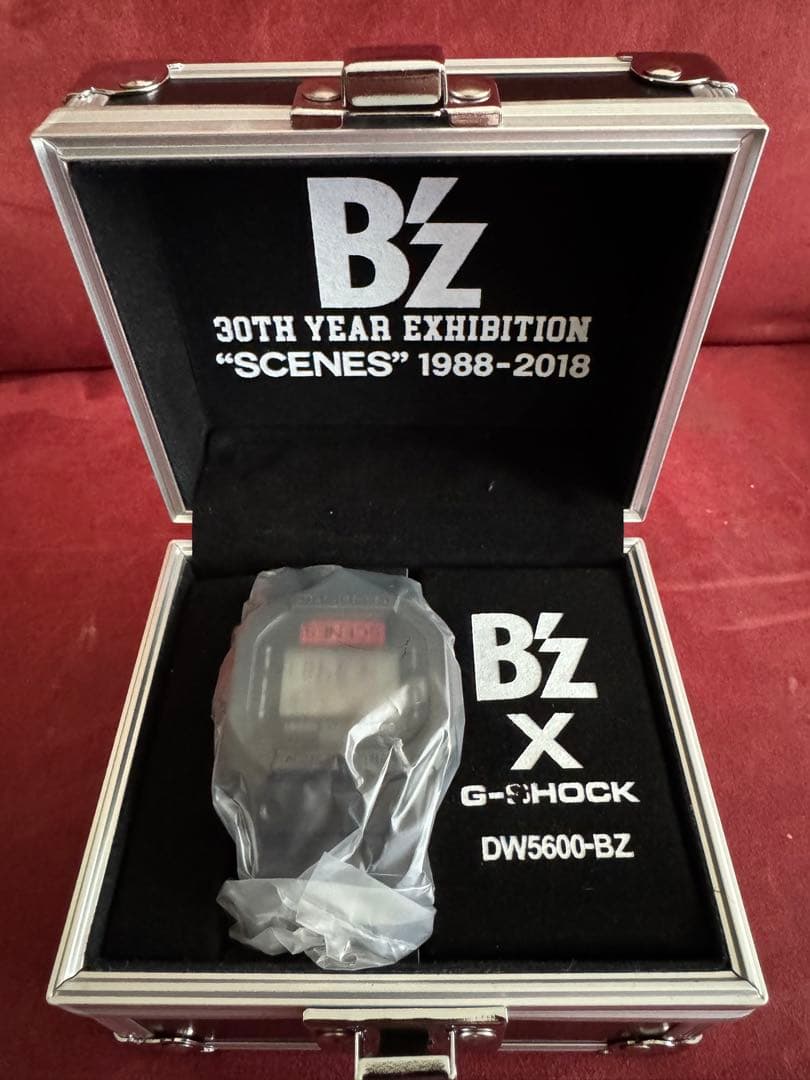 B'z
30TH YEAR EXHIBITION
“SCENES” 1988-2018
B'z
X
G-SHOCK
DW5600-BZ